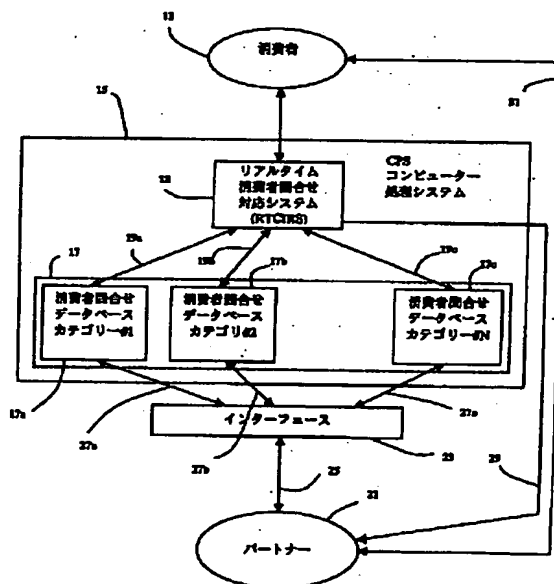 13
消費者
31
15
CPS
コンピューター
処理システム
リアルタイム
消費者問合せ
対応システム
(RTCIRS)
19a
19b
19c
17
17b
17c
消費者問合せ
データベース
カテゴリー#1
消費者問合せ
データベース
カテゴリ#2
消費者問合せ
データベース
カテゴリー#N
17a
27a
27b
インターフェース
23
25
29
パートナー